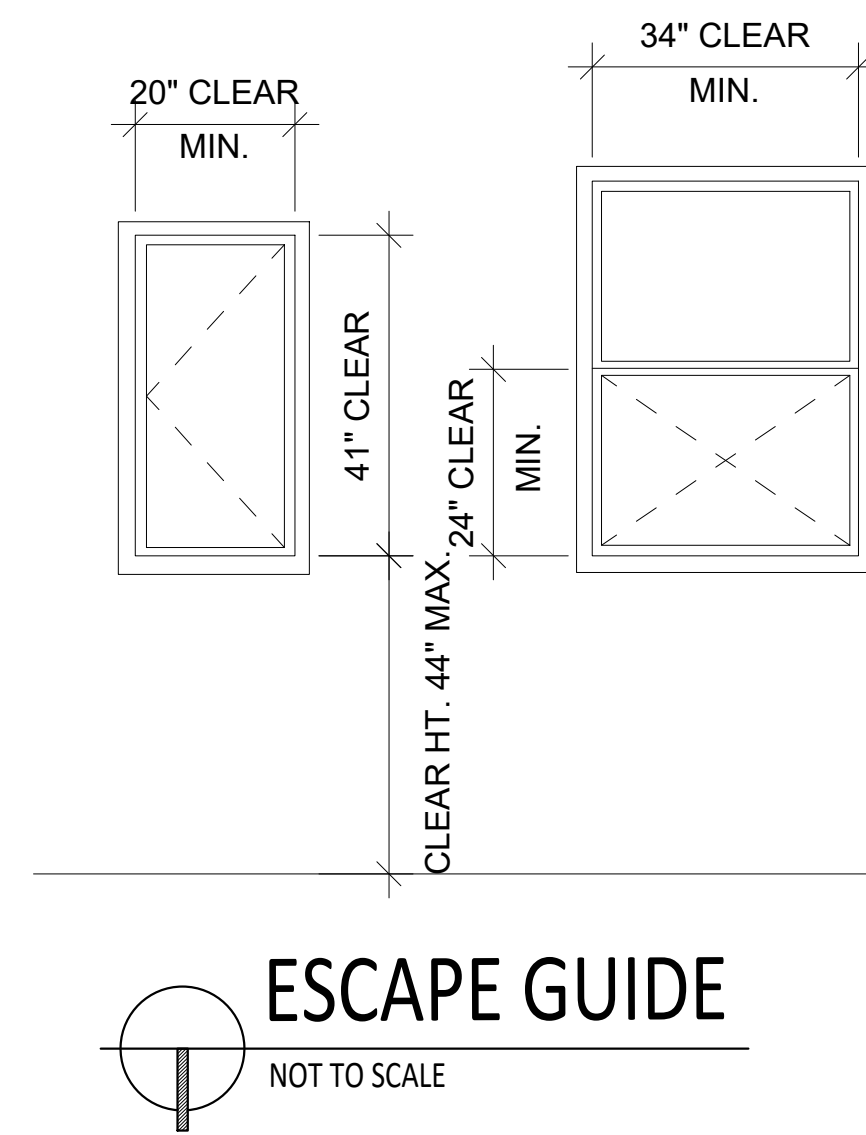 34" CLEAR
MIN.
20" CLEAR
MIN.
41" CLEAR
24" CLEAR
MIN.
CLEAR HT. 44" MAX.
ESCAPE GUIDE
NOT TO SCALE